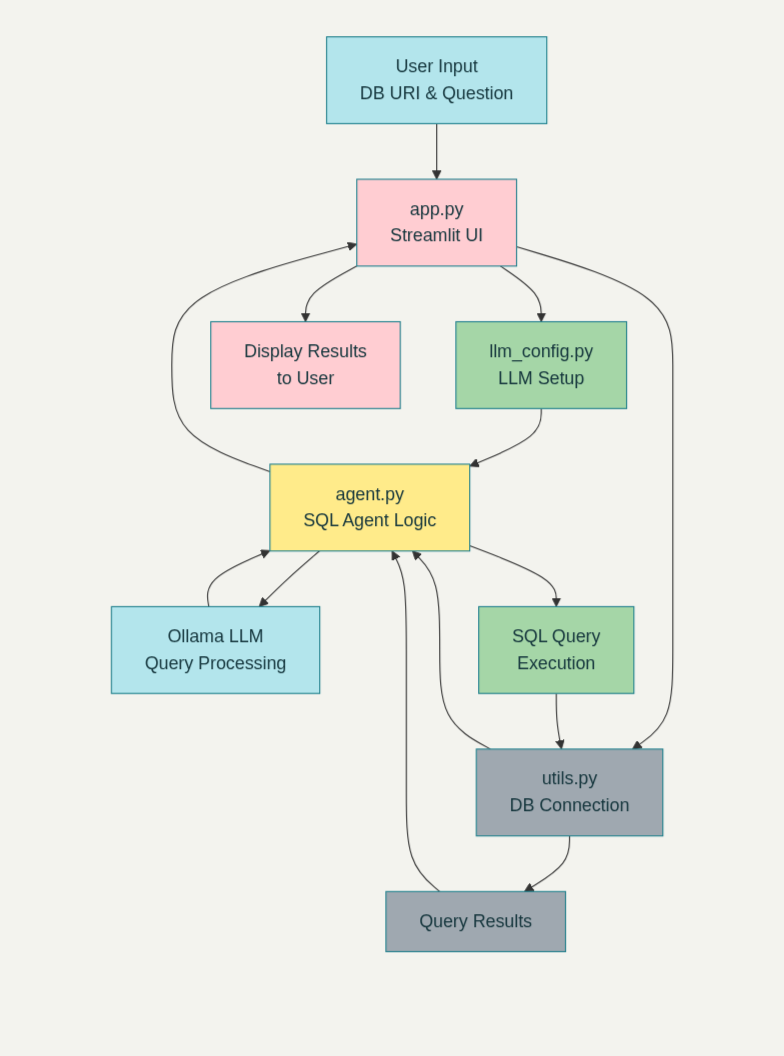 User Input
DB URI & Question
app.py
Streamlit UI
Display Results
to User
llm_config.py
LLM Setup
agent.py
SQL Agent Logic
Ollama LLM
Query Processing
SQL Query
Execution
utils.py
DB Connection
Query Results